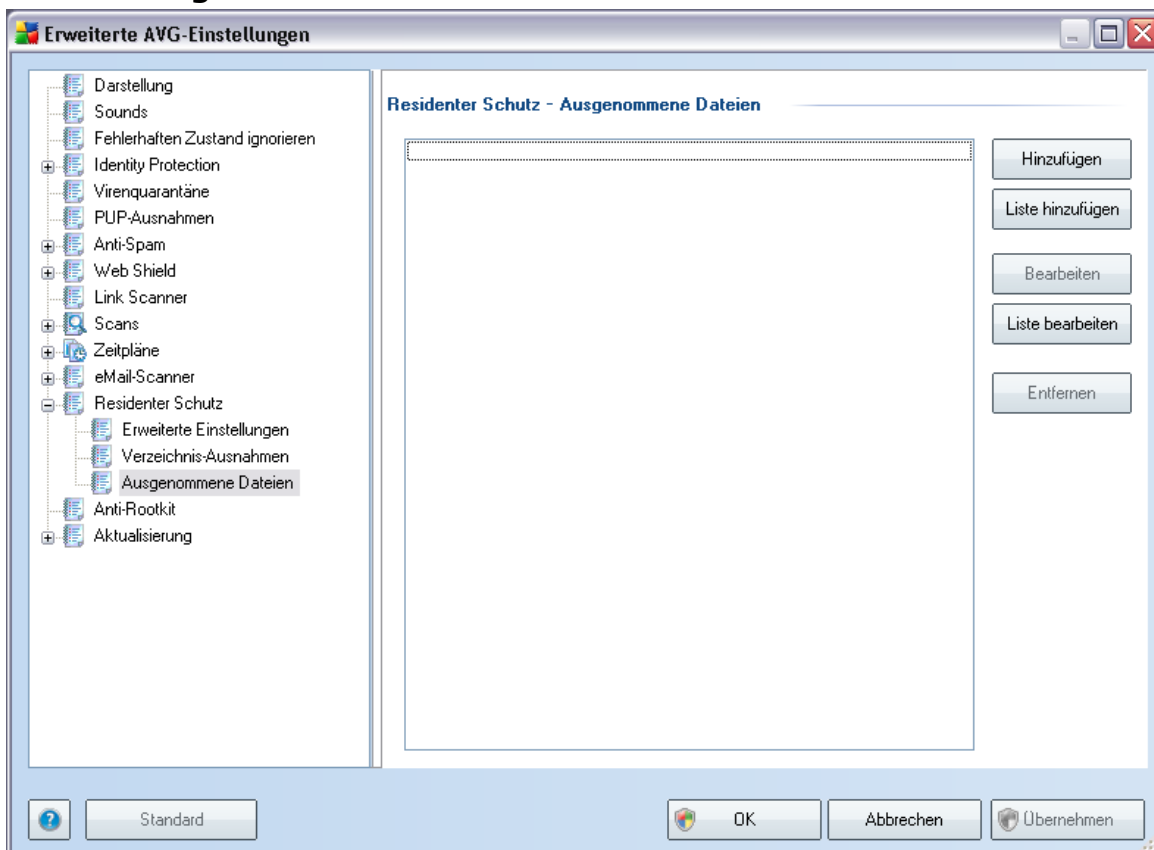 Erweiterte AVG-Einstellungen
Darstellung
Sounds
Fehlerhaften Zustand ignorieren
Identity Protection
Virenquarantäne
PUP-Ausnahmen
Anti-Spam
Web Shield
Link Scanner
Scans
Zeitpläne
eMail-Scanner
Residenter Schutz
Erweiterte Einstellungen
Verzeichnis-Ausnahmen
Ausgenommene Dateien
Anti-Rootkit
Aktualisierung
Residenter Schutz - Ausgenommene Dateien
Hinzufügen
Liste hinzufügen
Bearbeiten
Liste bearbeiten
Entfernen
?
Standard
OK
Abbrechen
Übernehmen